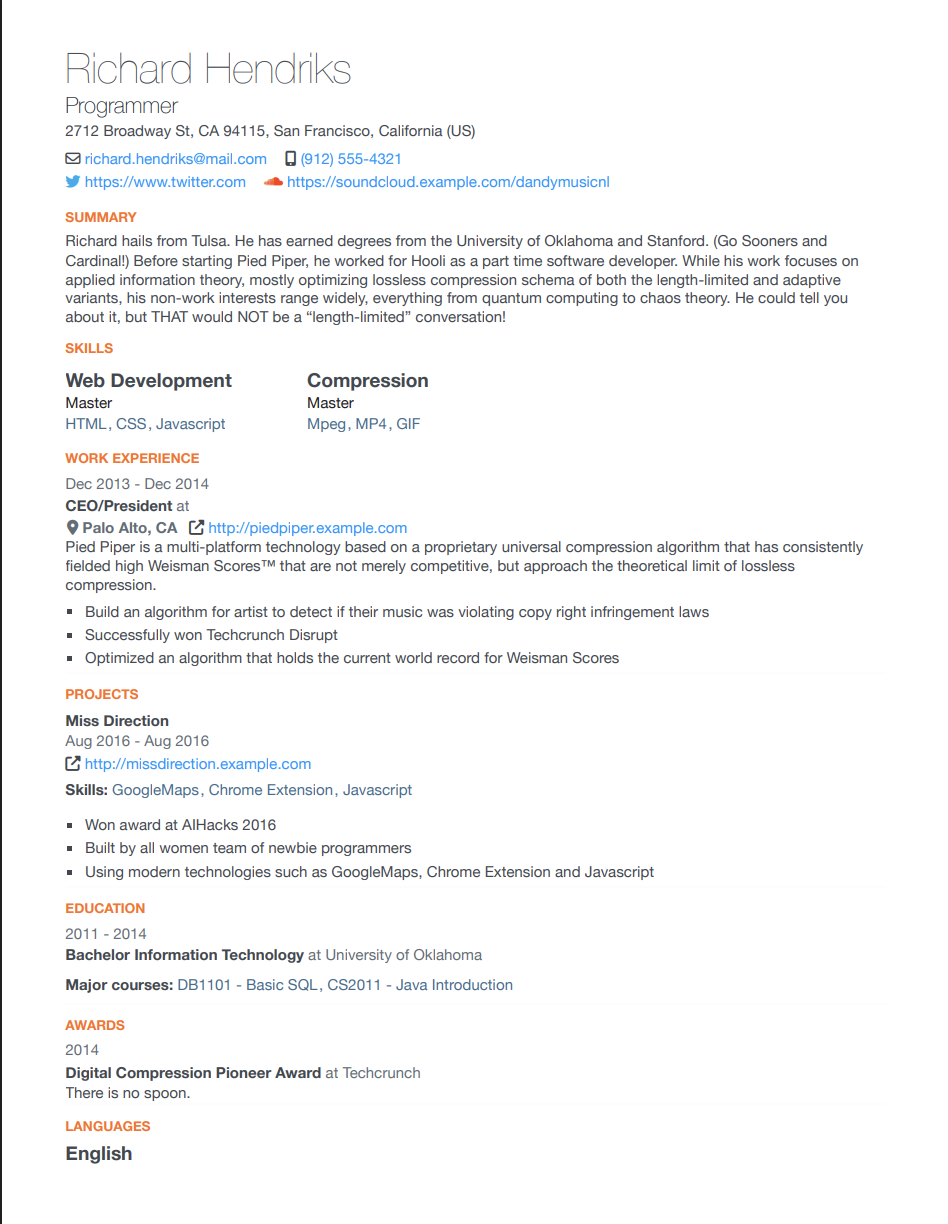 Richard Hendriks
Programmer
2712 Broadway St, CA 94115, San Francisco, California (US)
richard.hendriks@mail.com (912) 555-4321
https://www.twitter.com https://soundcloud.example.com/dandymusicnl
SUMMARY
Richard hails from Tulsa. He has earned degrees from the University of Oklahoma and Stanford. (Go Sooners and
Cardinal!) Before starting Pied Piper, he worked for Hooli as a part time software developer. While his work focuses on
applied information theory, mostly optimizing lossless compression schema of both the length-limited and adaptive
variants, his non-work interests range widely, everything from quantum computing to chaos theory. He could tell you
about it, but THAT would NOT be a “length-limited” conversation!
SKILLS
Web Development
Master
HTML, CSS, Javascript
Compression
Master
Mpeg, MP4, GIF
WORK EXPERIENCE
Dec 2013 - Dec 2014
CEO/President at
Palo Alto, CA http://piedpiper.example.com
Pied Piper is a multi-platform technology based on a proprietary universal compression algorithm that has consistently
fielded high Weisman Scores™ that are not merely competitive, but approach the theoretical limit of lossless
compression.
▪ Build an algorithm for artist to detect if their music was violating copy right infringement laws
▪ Successfully won Techcrunch Disrupt
▪ Optimized an algorithm that holds the current world record for Weisman Scores
PROJECTS
Miss Direction
Aug 2016 - Aug 2016
http://missdirection.example.com
Skills: GoogleMaps, Chrome Extension, Javascript
▪ Won award at AIHacks 2016
▪ Built by all women team of newbie programmers
▪ Using modern technologies such as GoogleMaps, Chrome Extension and Javascript
EDUCATION
2011 - 2014
Bachelor Information Technology at University of Oklahoma
Major courses: DB1101 - Basic SQL, CS2011 - Java Introduction
AWARDS
2014
Digital Compression Pioneer Award at Techcrunch
There is no spoon.
LANGUAGES
English